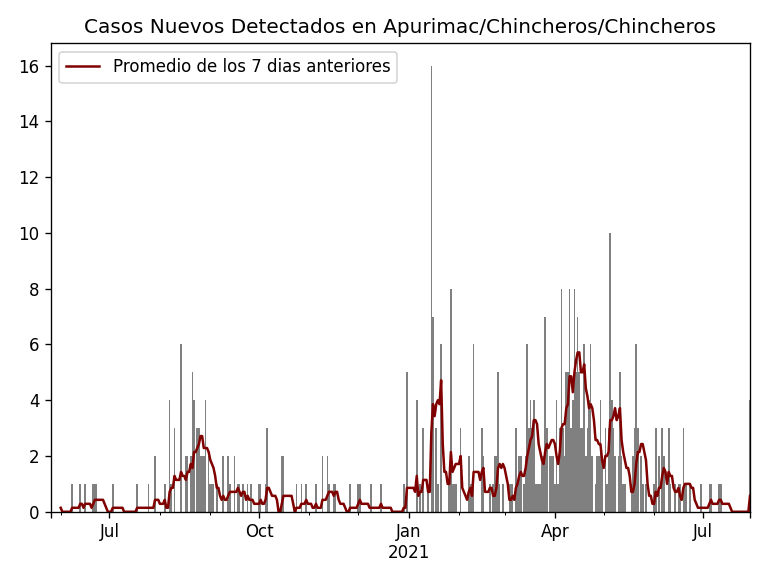 Casos Nuevos Detectados en Apurimac/Chincheros/Chincheros
Promedio de los 7 dias anteriores
16
14
12
10
8
6
4
2
0
Jul
Oct
Jan
Apr
Jul
2021